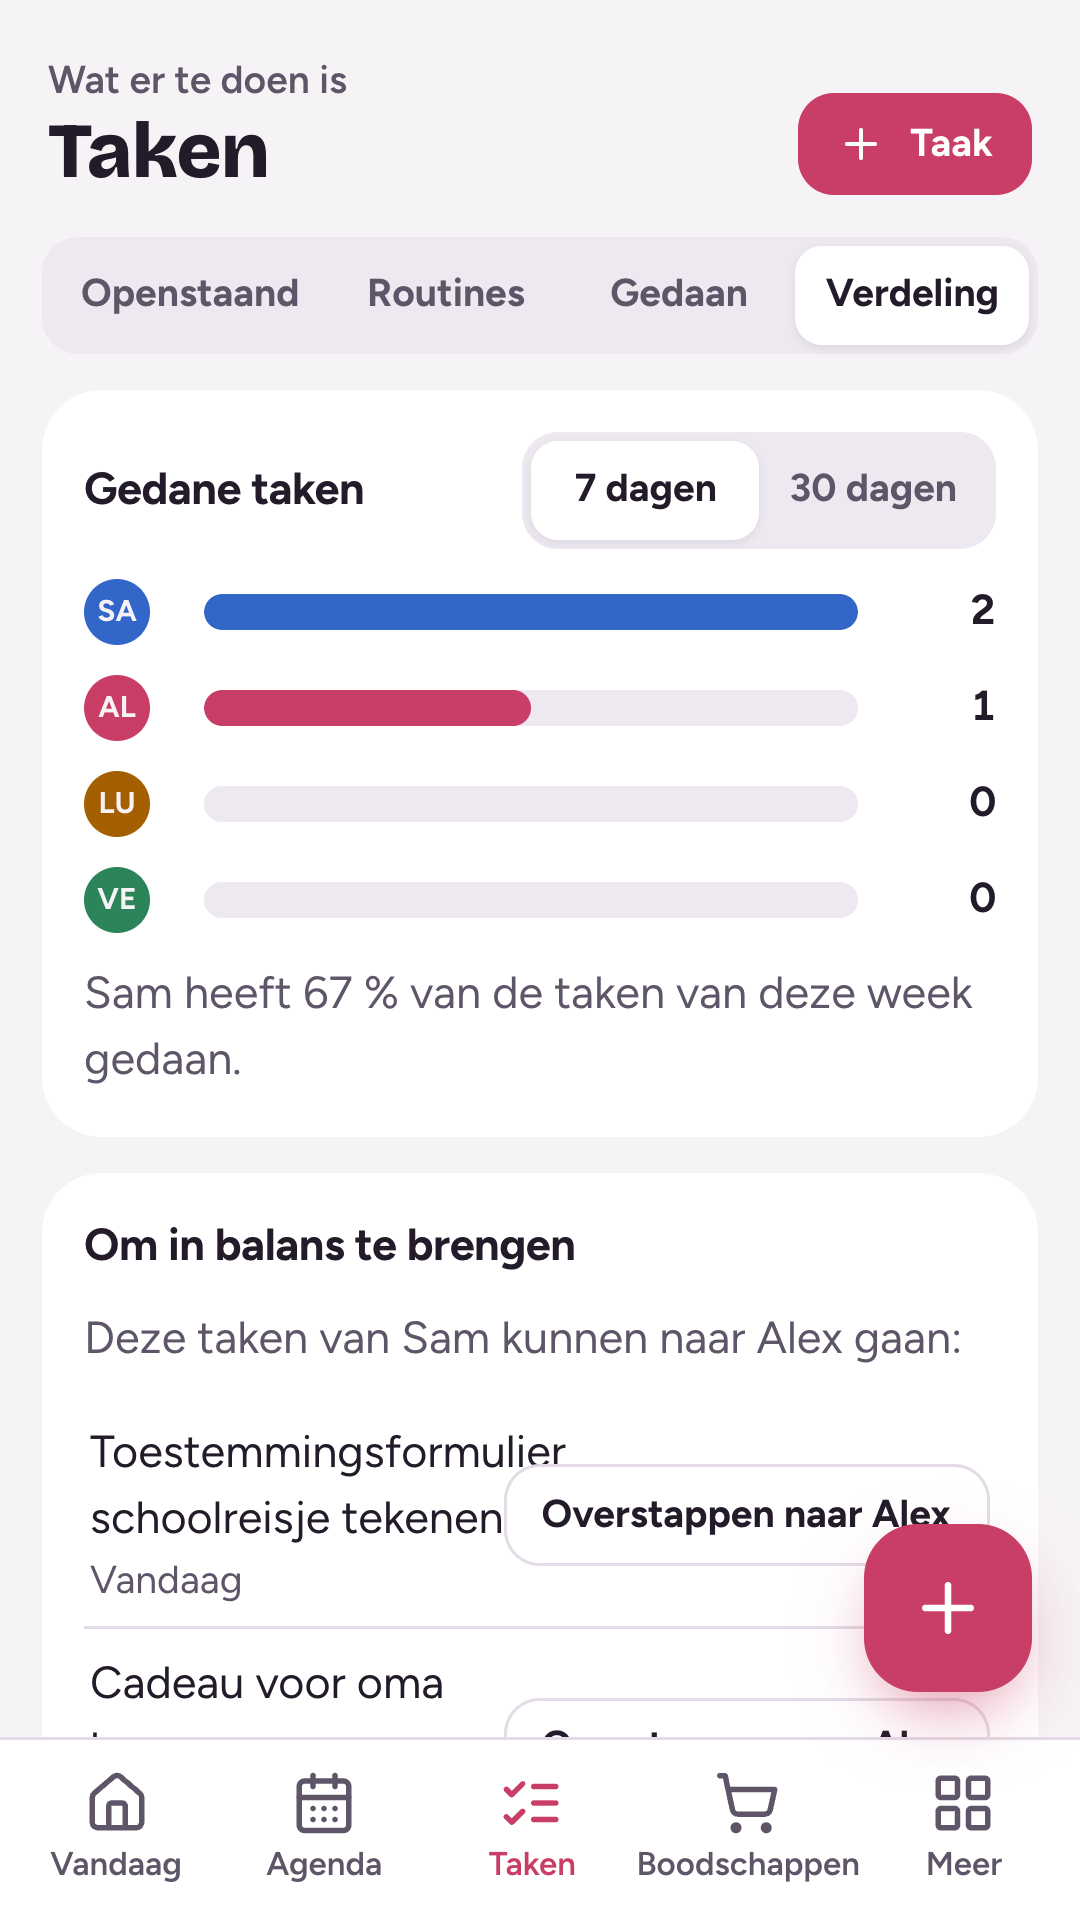 Wat er te doen is
Taken
Taak
Openstaand
Routines
Gedaan
Verdeling
Gedane taken
7 dagen
30 dagen
SA
2
AL
1
LU
0
VE
0
Sam heeft 67 % van de taken van deze week
gedaan.
Om in balans te brengen
Deze taken van Sam kunnen naar Alex gaan:
Toestemmingsformulier
schoolreisje tekenen
Vandaag
Overstappen naar Alex
Cadeau voor oma
Vandaag
Agenda
Taken
Boodschappen
Meer